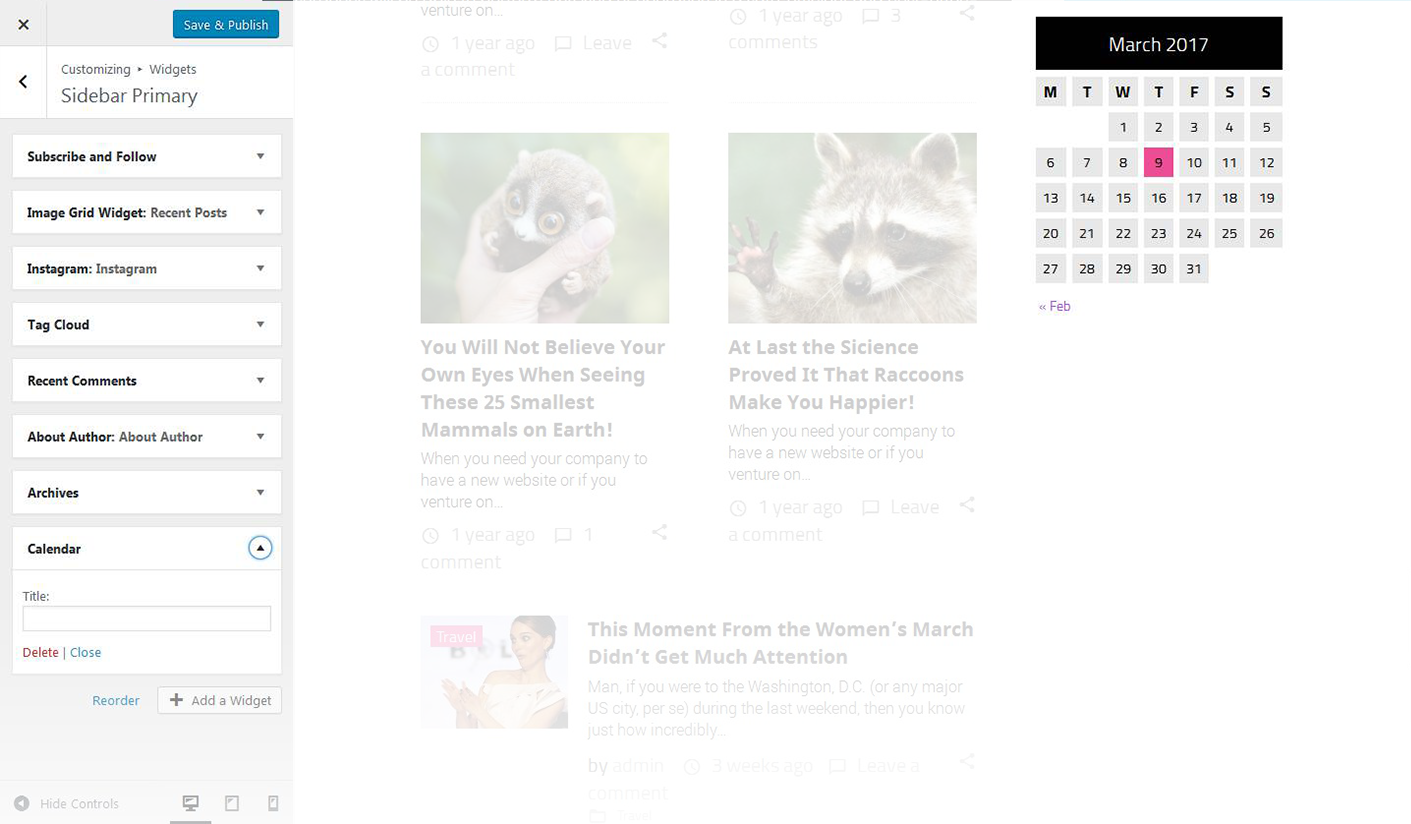 Save & Publish
Customizing ▸ Widgets
Sidebar Primary
Subscribe and Follow
Image Grid Widget: Recent Posts
Instagram: Instagram
Tag Cloud
Recent Comments
About Author: About Author
Archives
Calendar
Title:
Delete | Close
Reorder
Add a Widget
Hide Controls
venture on...
1 year ago Leave
a comment
1 year ago 3
comments
You Will Not Believe Your
Own Eyes When Seeing
These 25 Smallest
Mammals on Earth!
When you need your company to
have a new website or if you
venture on...
1 year ago 1
comment
At Last the Sicience
Proved It That Raccoons
Make You Happier!
When you need your company to
have a new website or if you
venture on...
1 year ago Leave
a comment
Travel
This Moment From the Women's March
Didn't Get Much Attention
Man, if you were to the Washington, D.C. (or any major
US city, per se) during the last weekend, then you know
just how incredibly...
by admin 3 weeks ago Leave a
comment
Travel
March 2017
M T W T F S S
1 2 3 4 5
6 7 8 9 10 11 12
13 14 15 16 17 18 19
20 21 22 23 24 25 26
27 28 29 30 31
« Feb